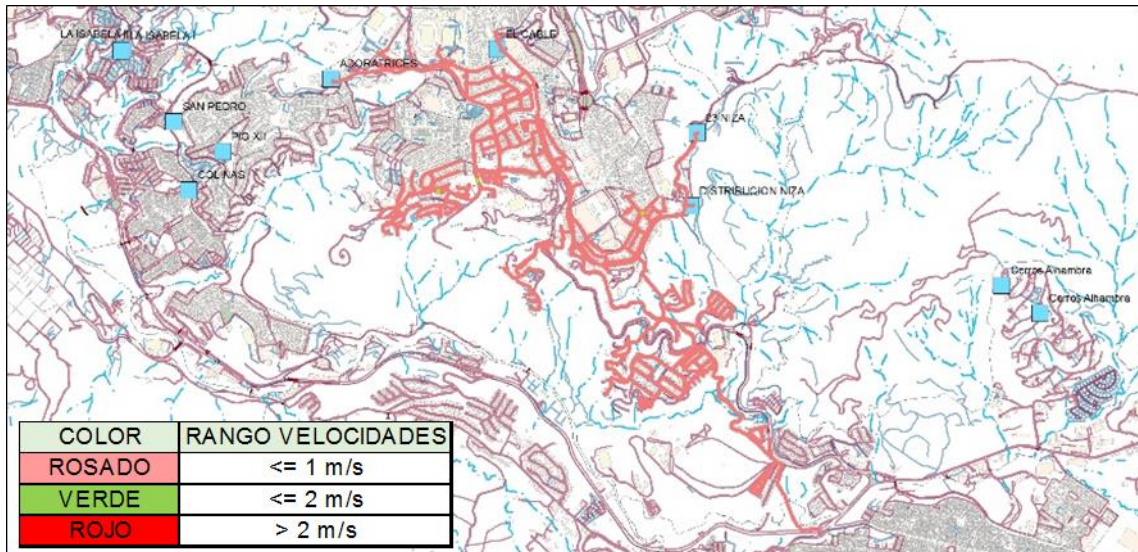 LA ISABELA
EL CABLE
ADORATRICES
SAN PEDRO
PIO XII
COLINAS
NIZA
DISTRIBUCION NIZA
Cerros Alhambra
Cerros Alhambra
COLOR RANGO VELOCIDADES
ROSADO <= 1 m/s
VERDE <= 2 m/s
ROJO > 2 m/s